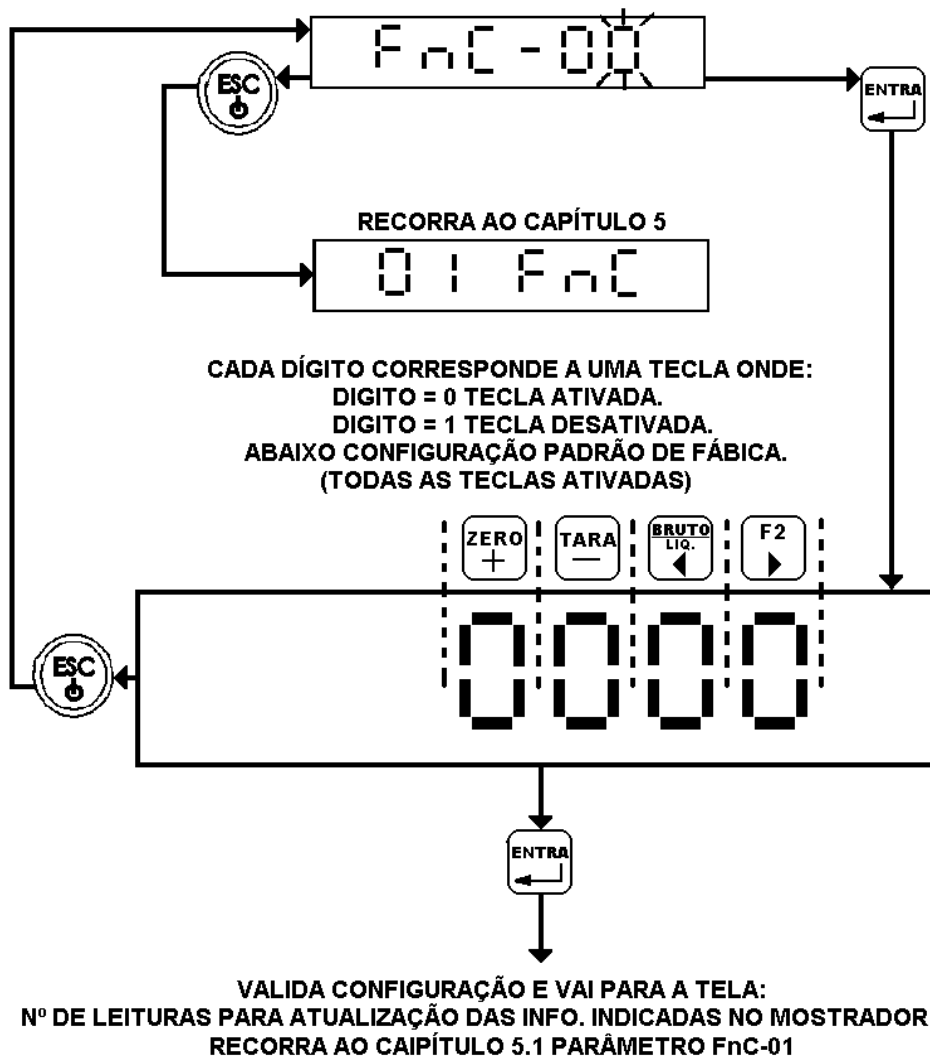 FnC-00
ESC
ENTRA
RECORRA AO CAPÍTULO 5
01 FnC
CADA DÍGITO CORRESPONDE A UMA TECLA ONDE:
DIGITO = 0 TECLA ATIVADA.
DIGITO = 1 TECLA DESATIVADA.
ABAIXO CONFIGURAÇÃO PADRÃO DE FÁBICA.
(TODAS AS TECLAS ATIVADAS)
ZERO + TARA — BRUTO LIQ. ◀ F2 ▶
0000
ESC
ENTRA
VALIDA CONFIGURAÇÃO E VAI PARA A TELA:
Nº DE LEITURAS PARA ATUALIZAÇÃO DAS INFO. INDICADAS NO MOSTRADOR
RECORRA AO CAIPÍTULO 5.1 PARÂMETRO FnC-01